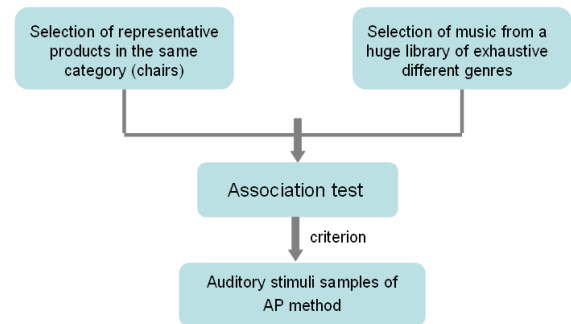 Selection of representative
products in the same
category (chairs)
Selection of music from a
huge library of exhaustive
different genres
Association test
criterion
Auditory stimuli samples of
AP method